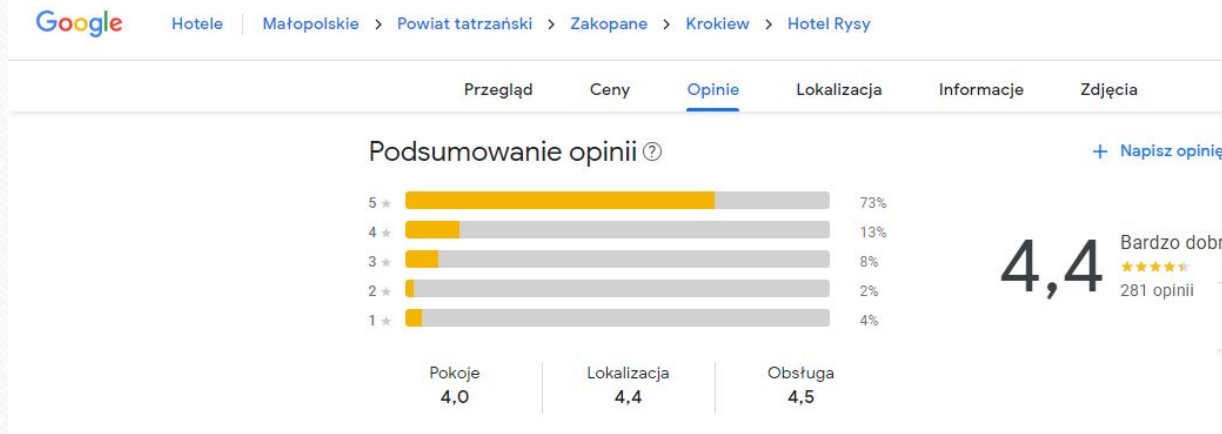 Google Hotele Małopolskie > Powiat tatrzański > Zakopane > Krokiew > Hotel Rysy
Przegląd Ceny Opinie Lokalizacja Informacje Zdjęcia
Podsumowanie opinii
+ Napisz opinię
5 ★ 73%
4 ★ 13%
3 ★ 8%
2 ★ 2%
1 ★ 4%
4,4
Bardzo dobr
281 opinii
Pokoje Lokalizacja Obsługa
4,0 4,4 4,5